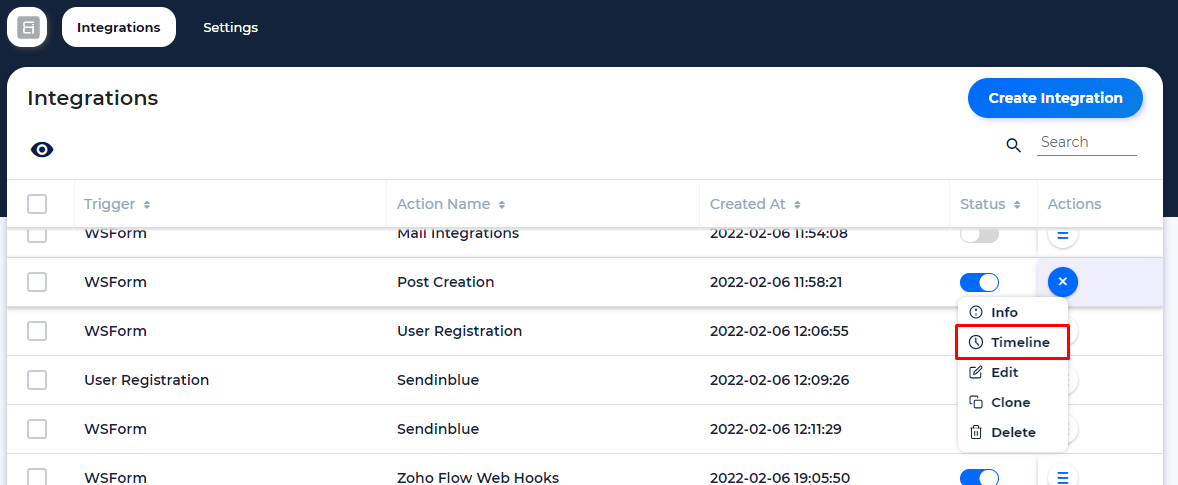 Integrations Settings
Integrations Create Integration
Search
Trigger Action Name Created At Status Actions
WSForm Mail Integrations 2022-02-06 11:54:08
WSForm Post Creation 2022-02-06 11:58:21
Info
WSForm User Registration 2022-02-06 12:06:55
Timeline
Edit
User Registration Sendinblue 2022-02-06 12:09:26
Clone
WSForm Sendinblue 2022-02-06 12:11:29
Delete
WSForm Zoho Flow Web Hooks 2022-02-06 19:05:50